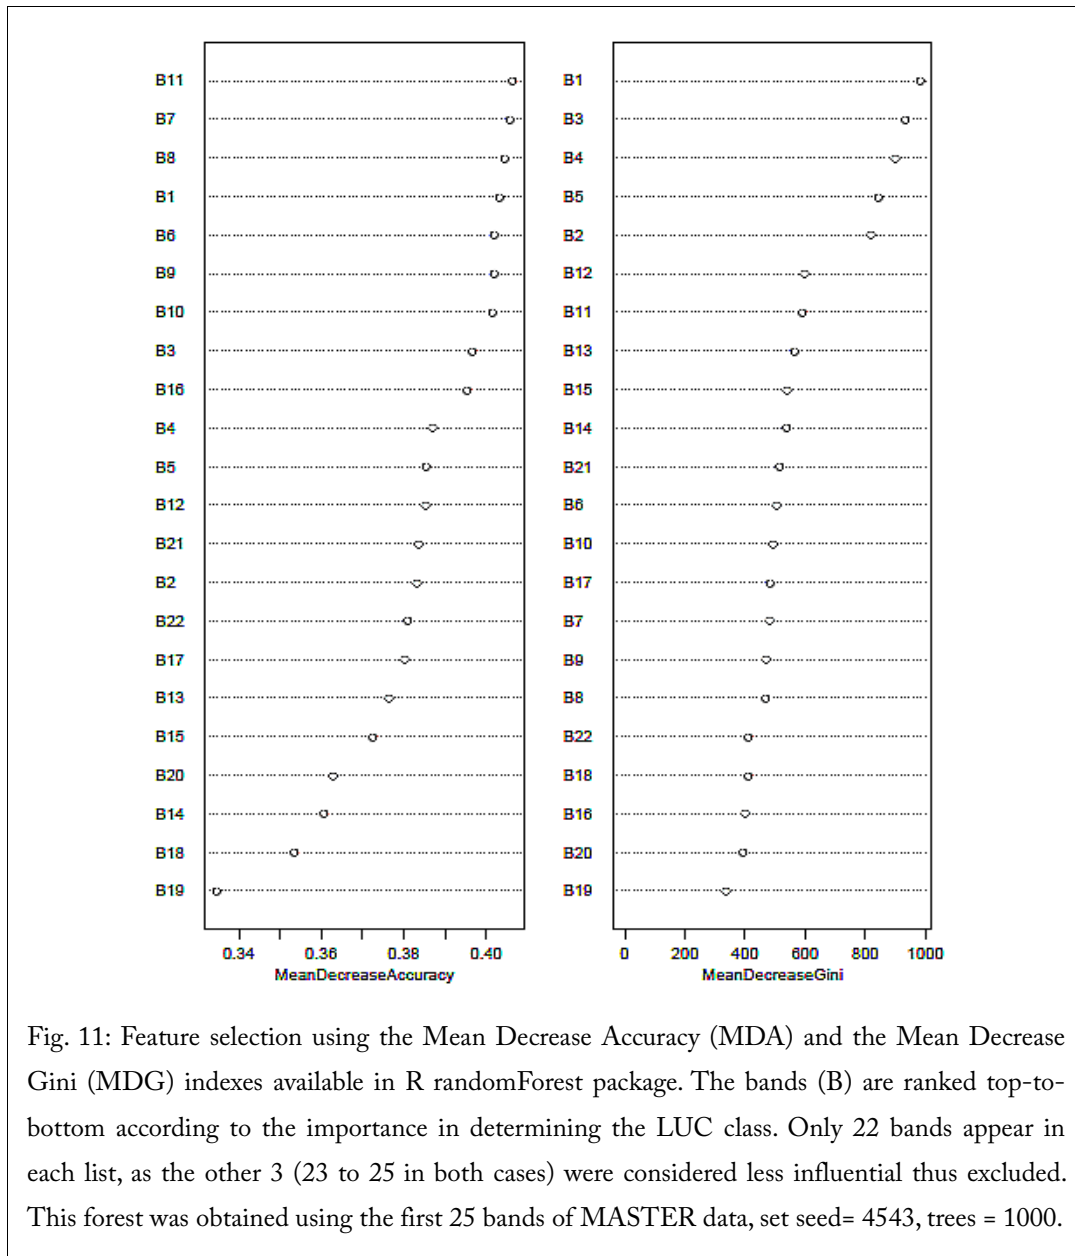 B11
B7
B8
B1
B6
B9
B10
B3
B16
B4
B5
B12
B21
B2
B22
B17
B13
B15
B20
B14
B18
B19
0.34 0.36 0.38 0.40
MeanDecreaseAccuracy
B1
B3
B4
B5
B2
B12
B11
B13
B15
B14
B21
B6
B10
B17
B7
B9
B8
B22
B18
B16
B20
B19
0 200 400 600 800 1000
MeanDecreaseGini
Fig. 11: Feature selection using the Mean Decrease Accuracy (MDA) and the Mean Decrease
Gini (MDG) indexes available in R randomForest package. The bands (B) are ranked top-to-
bottom according to the importance in determining the LUC class. Only 22 bands appear in
each list, as the other 3 (23 to 25 in both cases) were considered less influential thus excluded.
This forest was obtained using the first 25 bands of MASTER data, set seed= 4543, trees = 1000.